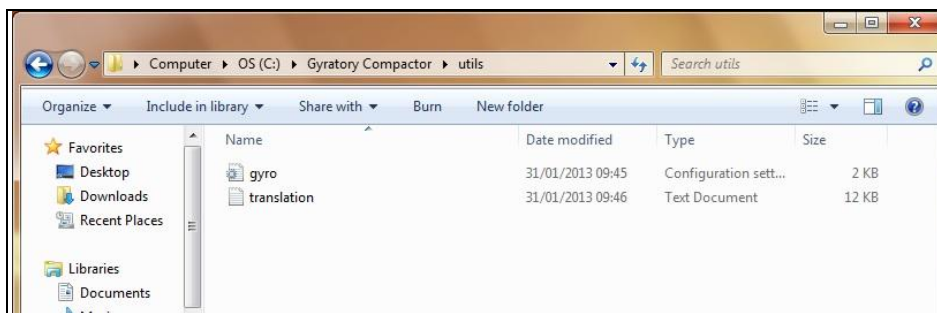 Computer ▸ OS (C:) ▸ Gyratory Compactor ▸ utils
Search utils
Organize Include in library Share with Burn New folder
Name Date modified Type Size
Favorites
Desktop
Downloads
Recent Places
Libraries
Documents
gyro 31/01/2013 09:45 Configuration sett... 2 KB
translation 31/01/2013 09:46 Text Document 12 KB